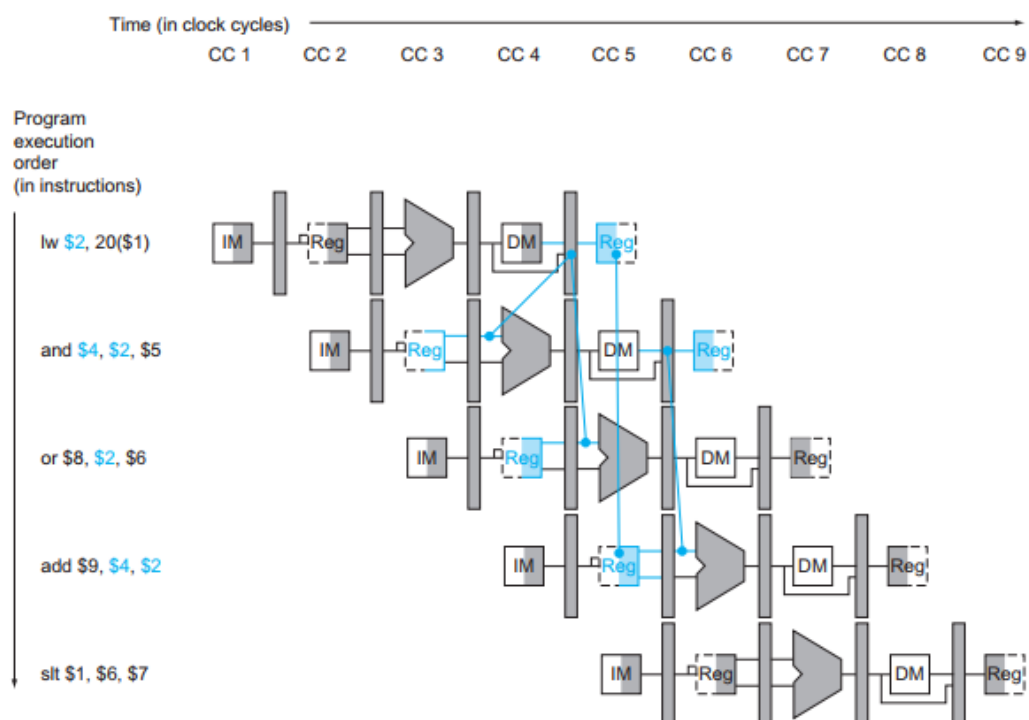 Time (in clock cycles)
CC 1 CC 2 CC 3 CC 4 CC 5 CC 6 CC 7 CC 8 CC 9
Program
execution
order
(in instructions)
lw $2, 20($1) IM Reg DM Reg
and $4, $2, $5 IM Reg DM Reg
or $8, $2, $6 IM Reg DM Reg
add $9, $4, $2 IM Reg DM Reg
slt $1, $6, $7 IM Reg DM Reg